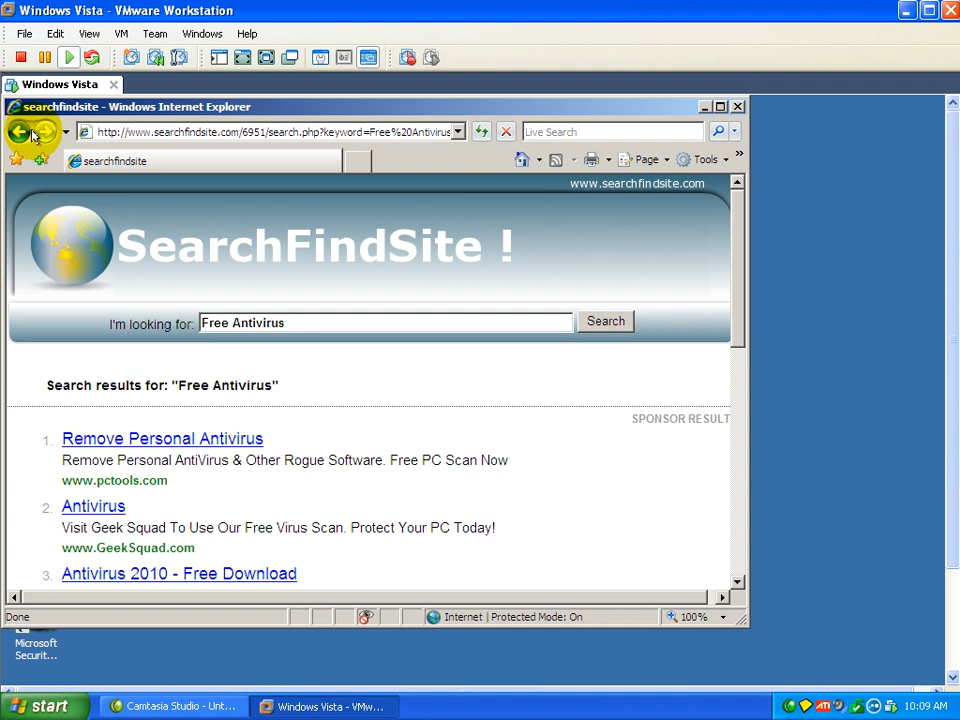 Windows Vista - VMware Workstation
File Edit View VM Team Windows Help
Windows Vista
searchfindsite - Windows Internet Explorer
http://www.searchfindsite.com/6951/search.php?keyword=Free%20Antivirus
Live Search
searchfindsite
Page Tools »
www.searchfindsite.com
SearchFindSite !
I'm looking for: Free Antivirus Search
Search results for: "Free Antivirus"
SPONSOR RESULT
1. Remove Personal Antivirus
Remove Personal AntiVirus & Other Rogue Software. Free PC Scan Now
www.pctools.com
2. Antivirus
Visit Geek Squad To Use Our Free Virus Scan. Protect Your PC Today!
www.GeekSquad.com
3. Antivirus 2010 - Free Download
Done Internet | Protected Mode: On 100%
Microsoft
Securit...
start Camtasia Studio - Unt... Windows Vista - VMw... ATI 10:09 AM